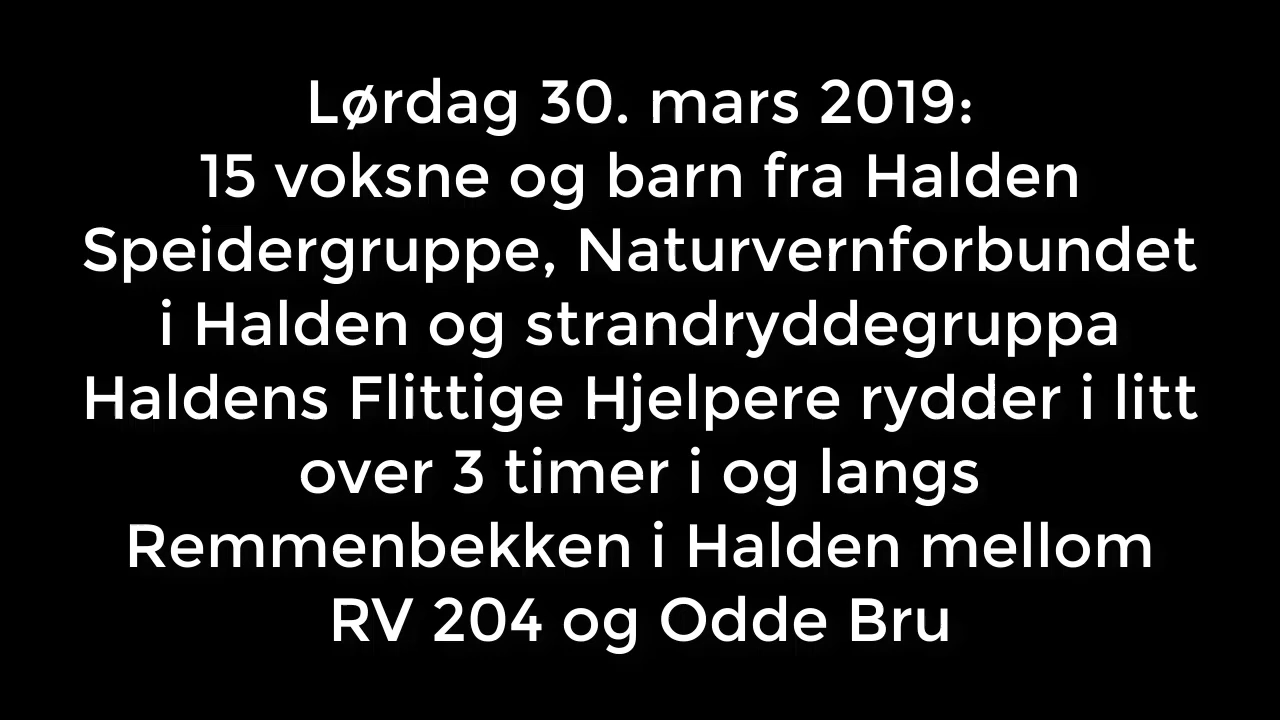 Lørdag 30. mars 2019:
15 voksne og barn fra Halden
Speidergruppe, Naturvernforbundet
i Halden og strandryddegruppa
Haldens Flittige Hjelpere rydder i litt
over 3 timer i og langs
Remmenbekken i Halden mellom
RV 204 og Odde Bru